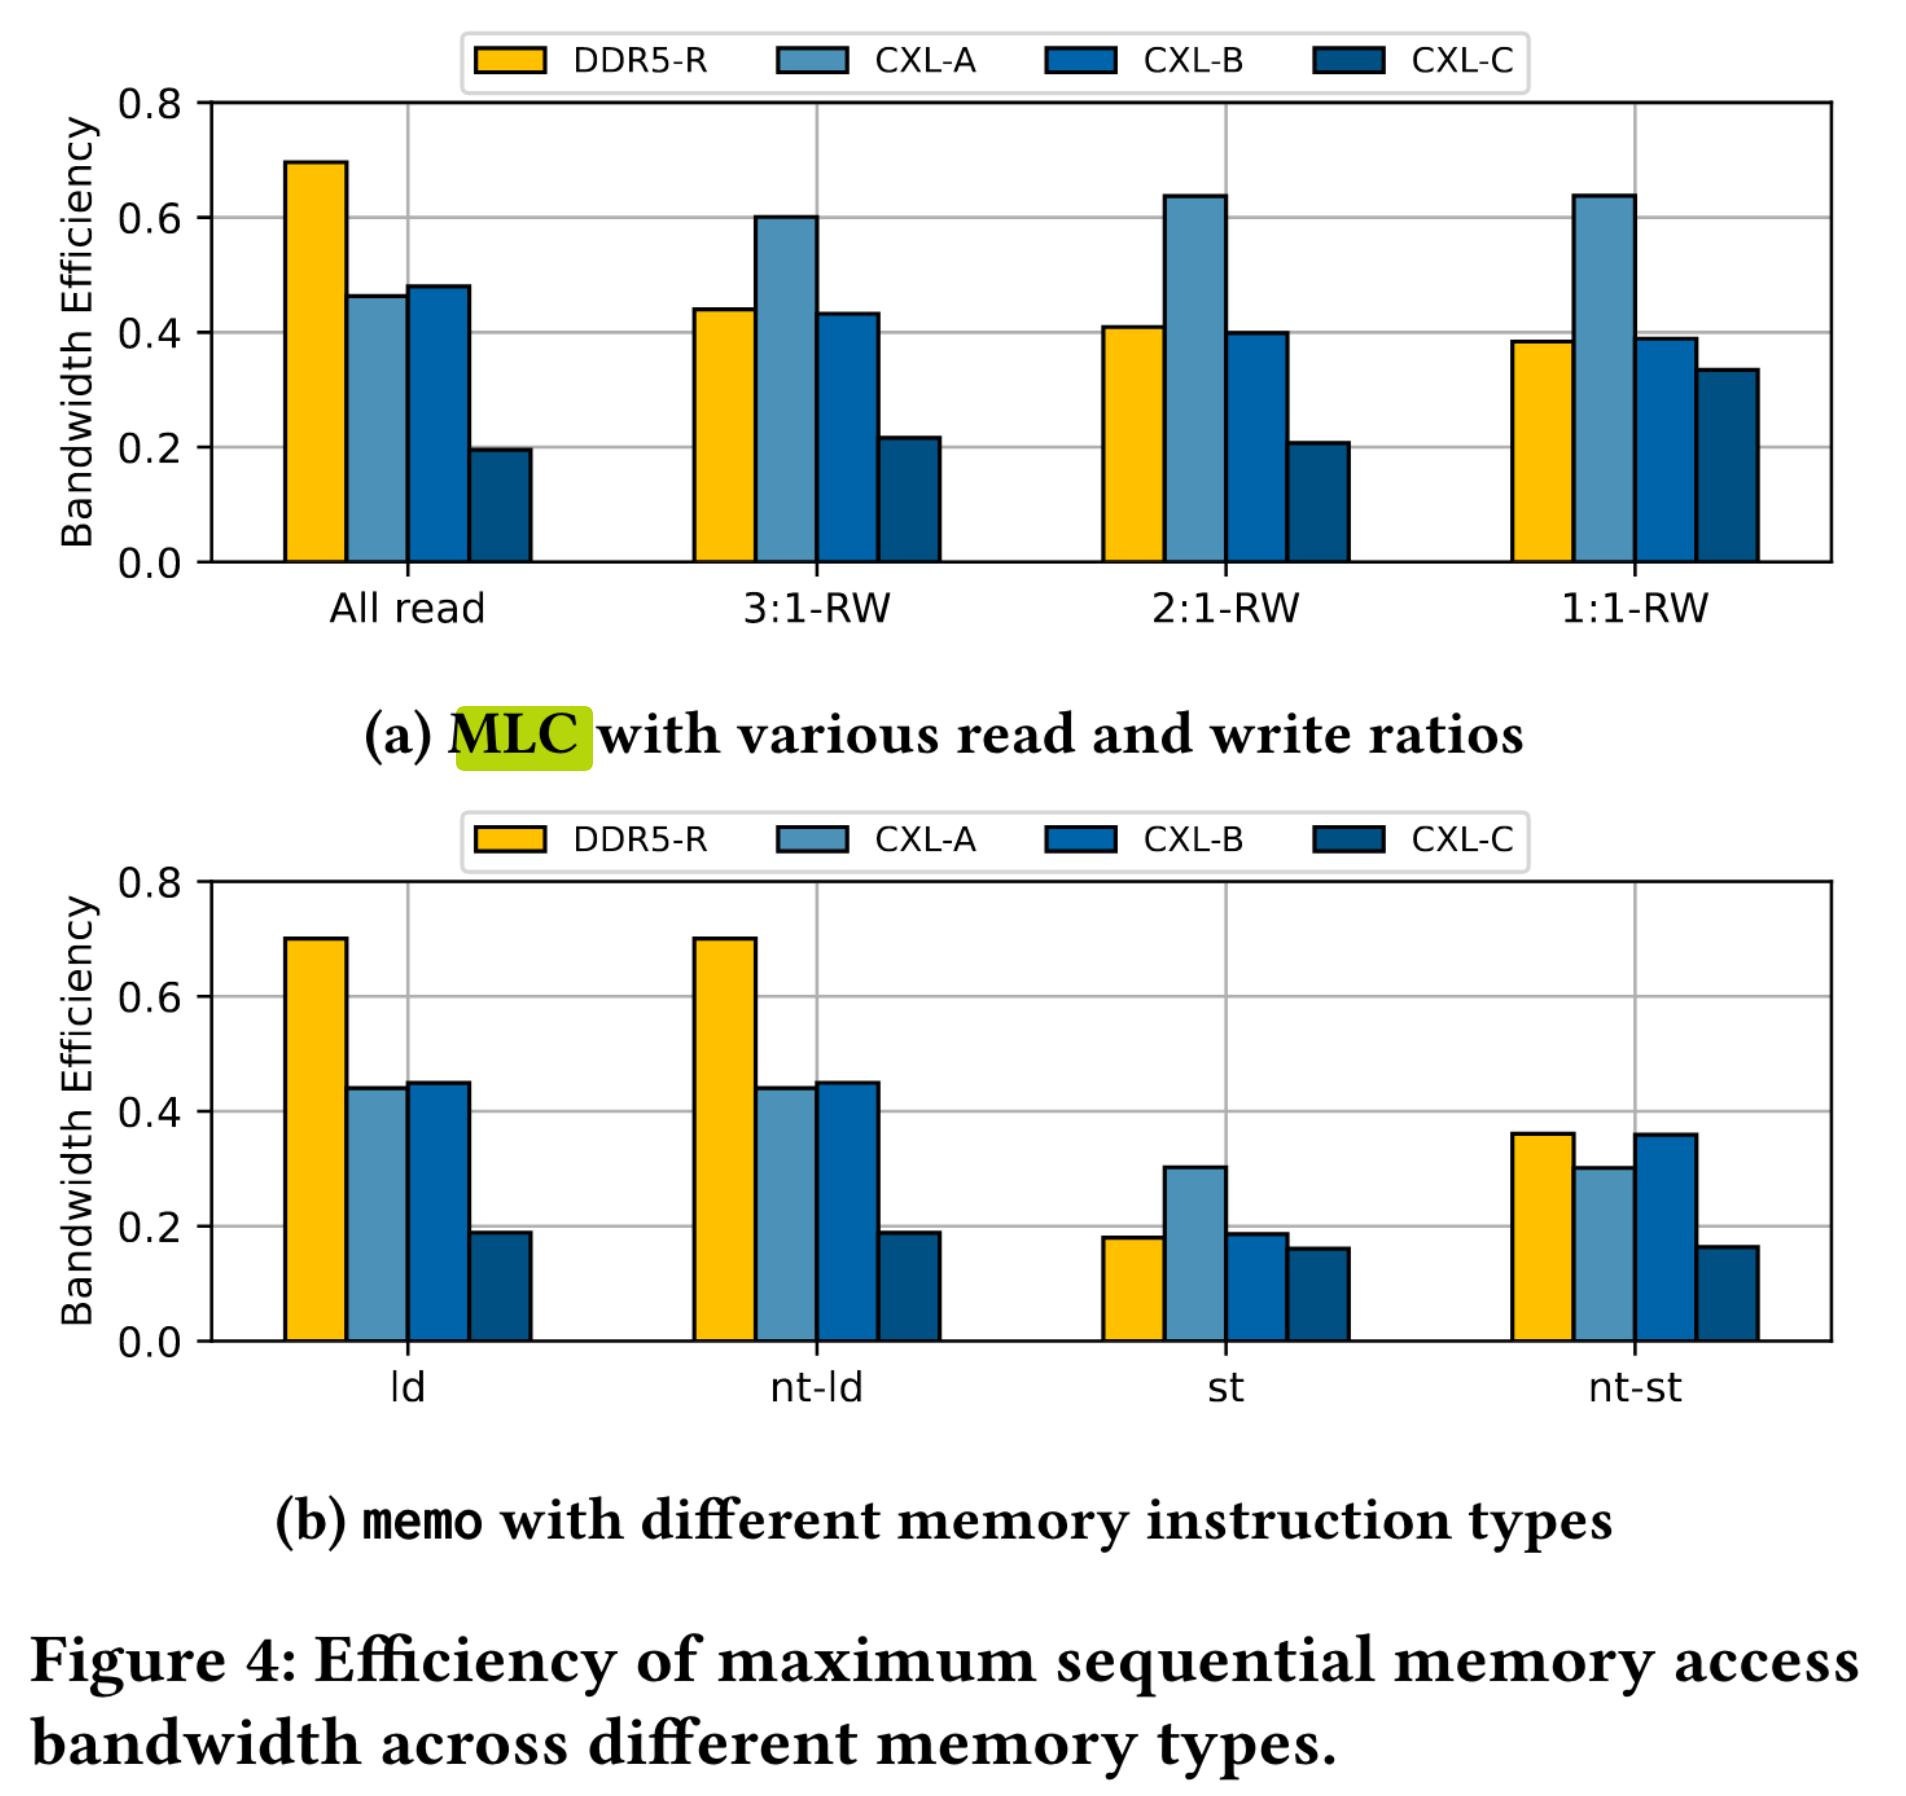 DDR5-R CXL-A CXL-B CXL-C
Bandwidth Efficiency
0.8
0.6
0.4
0.2
0.0
All read 3:1-RW 2:1-RW 1:1-RW
(a) MLC with various read and write ratios
DDR5-R CXL-A CXL-B CXL-C
Bandwidth Efficiency
0.8
0.6
0.4
0.2
0.0
ld nt-ld st nt-st
(b) memo with different memory instruction types
Figure 4: Efficiency of maximum sequential memory access
bandwidth across different memory types.